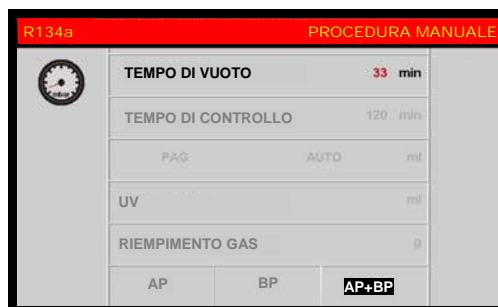 R134a PROCEDURA MANUALE
mbar
TEMPO DI VUOTO 33 min
TEMPO DI CONTROLLO 120 min
PAG AUTO ml
UV ml
RIEMPIMENTO GAS g
AP BP AP+BP